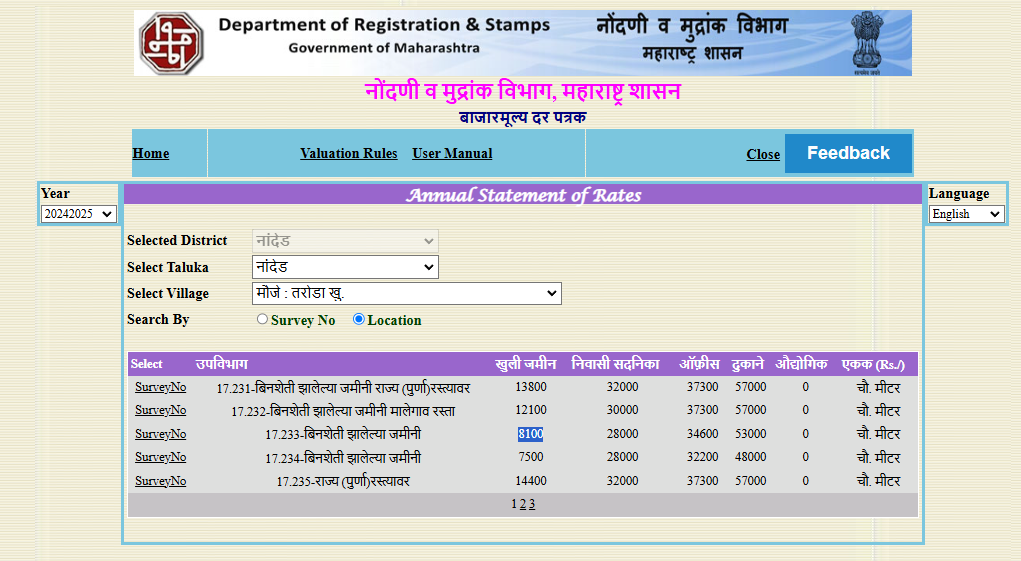 Department of Registration & Stamps नोंदणी व मुद्रांक विभाग
Government of Maharashtra महाराष्ट्र शासन
नोंदणी व मुद्रांक विभाग, महाराष्ट्र शासन
बाजारमूल्य दर पत्रक
Home Valuation Rules User Manual Close Feedback
Year Annual Statement of Rates Language
20242025 English
Selected District नांदेड
Select Taluka नांदेड
Select Village मौजे : तरोडा खु.
Search By Survey No Location
Select उपविभाग खुली जमीन निवासी सदनिका ऑफ़ीस दुकाने औद्योगिक एकक (Rs./)
SurveyNo 17.231-बिनशेती झालेल्या जमीनी राज्य (पुर्णा)रस्त्यावर 13800 32000 37300 57000 0 चौ. मीटर
SurveyNo 17.232-बिनशेती झालेल्या जमीनी मालेगाव रस्ता 12100 30000 37300 57000 0 चौ. मीटर
SurveyNo 17.233-बिनशेती झालेल्या जमीनी 8100 28000 34600 53000 0 चौ. मीटर
SurveyNo 17.234-बिनशेती झालेल्या जमीनी 7500 28000 32200 48000 0 चौ. मीटर
SurveyNo 17.235-राज्य (पुर्णा)रस्त्यावर 14400 32000 37300 57000 0 चौ. मीटर
1 2 3